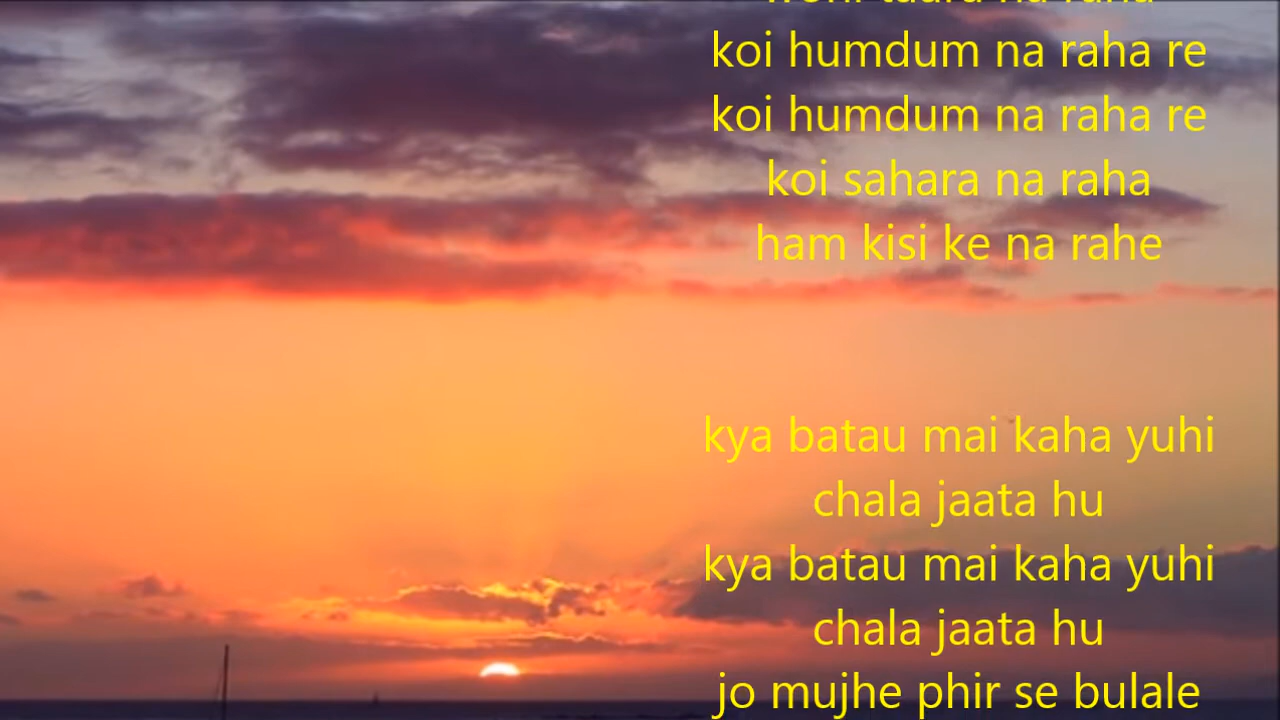 koi humdum na raha re
koi humdum na raha re
koi sahara na raha
ham kisi ke na rahe
kya batau mai kaha yuhi
chala jaata hu
kya batau mai kaha yuhi
chala jaata hu
jo mujhe phir se bulale